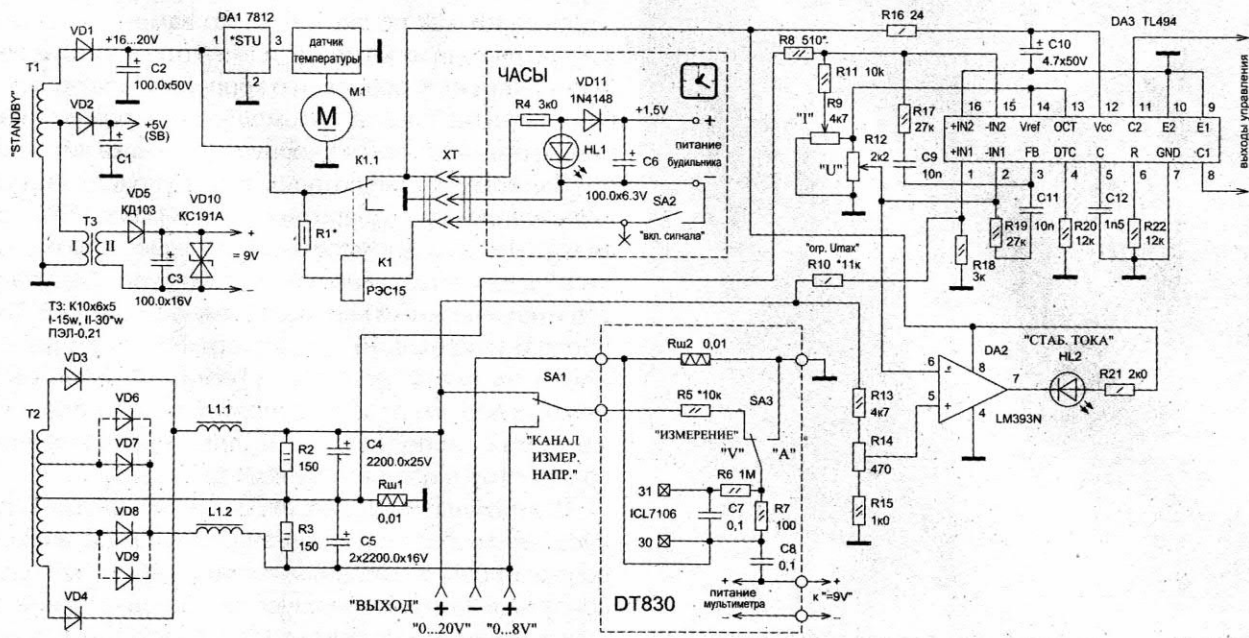 VD1
+16...20V
DA1 7812
1
*STU
3
2
датчик
температуры
T1
C2
100.0x50V
M1
M
"STANDBY"
VD2
+5V
(SB)
C1
VD5
КД103
VD10
КС191А
T3
I
II
+
= 9V
−
C3
100.0x16V
T3: К10х6х5
I-15w, II-30*w
ПЭЛ-0,21
K1.1
XT
R1*
K1
РЭС15
ЧАСЫ
VD11
1N4148
R4 3к0
+1,5V
+
HL1
C6
100.0x6.3V
питание
будильника
−
SA2
"вкл. сигнала"
R16 24
DA3 TL494
R8 510*
C10
4.7x50V
R11 10k
R9
4к7
"I"
R17
27к
R12
2к2
"U"
C9
10n
16 15 14 13 12 11 10 9
+IN2 -IN2 Vref OCT Vcc C2 E2 E1
+IN1 -IN1 FB DTC C R GND C1
1 2 3 4 5 6 7 8
выходы управления
C11
10n
C12
1n5
R19
27к
R20
12к
R22
12к
R18
3к
"огр. Umax"
R10 *11к
VD3
T2
VD6
VD7
VD8
VD9
VD4
L1.1
L1.2
R2
150
R3
150
C4
2200.0x25V
Rш1
0,01
C5
2x2200.0x16V
"ВЫХОД"
+ − +
"0...20V"
"0...8V"
SA1
"КАНАЛ
ИЗМЕР.
НАПР."
Rш2 0,01
R5 *10к
SA3
"ИЗМЕРЕНИЕ"
"V"
"A"
R6 1M
31
ICL7106
30
C7
0,1
R7
100
C8
0,1
DT830
+ питание
мультиметра −
+
к "=9V"
−
R13
4к7
R14
470
R15
1к0
DA2
6
5
8
7
4
LM393N
"СТАБ. ТОКА"
HL2
R21 2к0